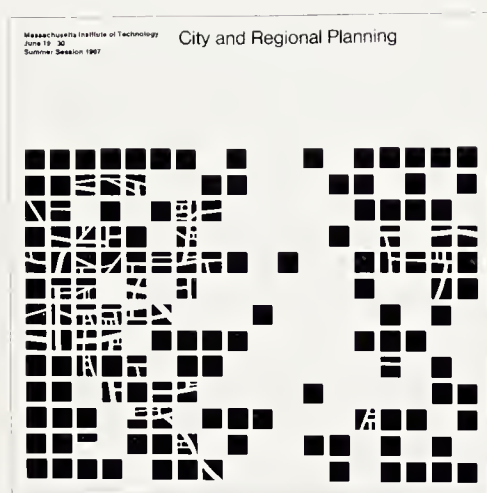 Massachusetts Institute of Technology
June 19 30
Summer Session 1967
City and Regional Planning